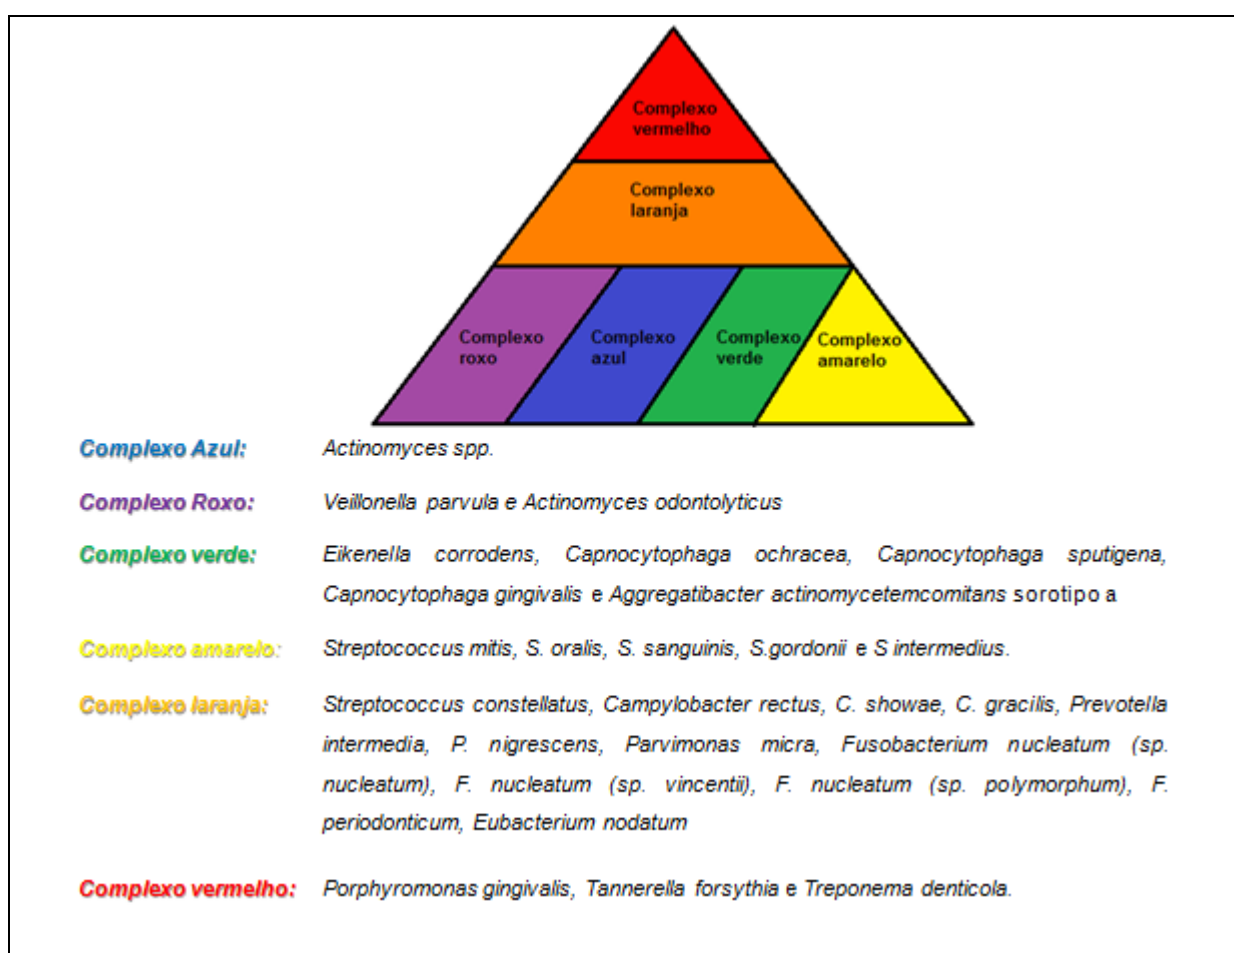 Complexo
vermelho
Complexo
laranja
Complexo
roxo
Complexo
azul
Complexo
verde
Complexo
amarelo
Complexo Azul: Actinomyces spp.
Complexo Roxo: Veillonella parvula e Actinomyces odontolyticus
Complexo verde: Eikenella corrodens, Capnocytophaga ochracea, Capnocytophaga sputigena,
Capnocytophaga gingivalis e Aggregatibacter actinomycetemcomitans sorotipo a
Complexo amarelo: Streptococcus mitis, S. oralis, S. sanguinis, S.gordonii e S intermedius.
Complexo laranja: Streptococcus constellatus, Campylobacter rectus, C. showae, C. gracilis, Prevotella
intermedia, P. nigrescens, Parvimonas micra, Fusobacterium nucleatum (sp.
nucleatum), F. nucleatum (sp. vincentii), F. nucleatum (sp. polymorphum), F.
periodonticum, Eubacterium nodatum
Complexo vermelho: Porphyromonas gingivalis, Tannerella forsythia e Treponema denticola.